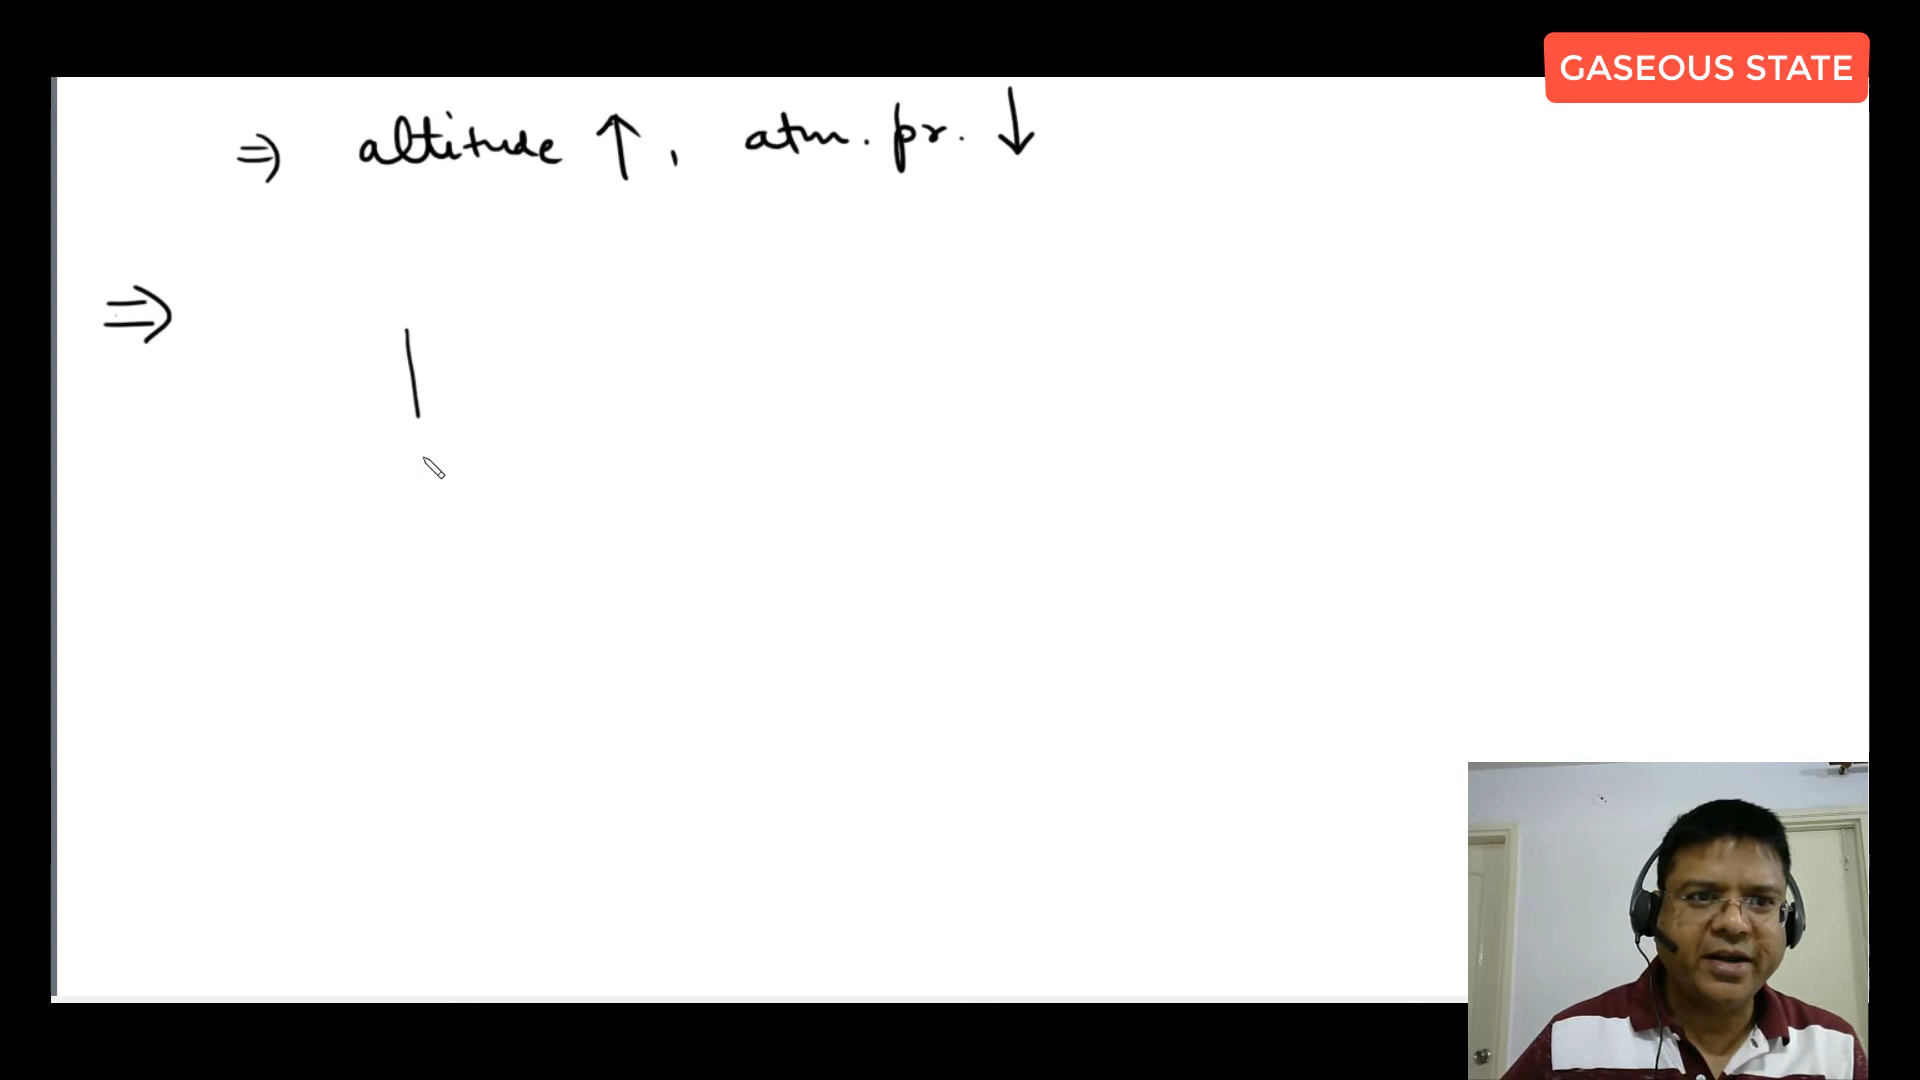 GASEOUS STATE
⇒ altitude ↑, atm. pr. ↓
⇒